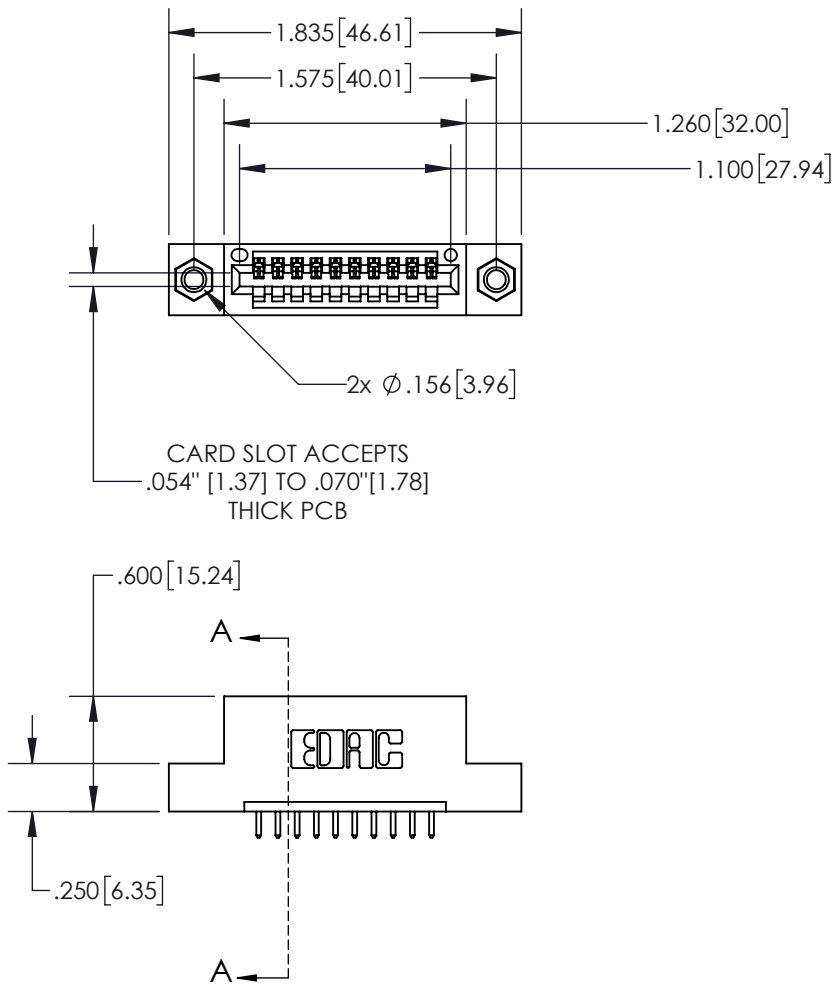 1.835[46.61]
1.575[40.01]
1.260[32.00]
1.100[27.94]
2x ∅.156[3.96]
CARD SLOT ACCEPTS
.054" [1.37] TO .070"[1.78]
THICK PCB
.600[15.24]
A
EDAC
.250[6.35]
A